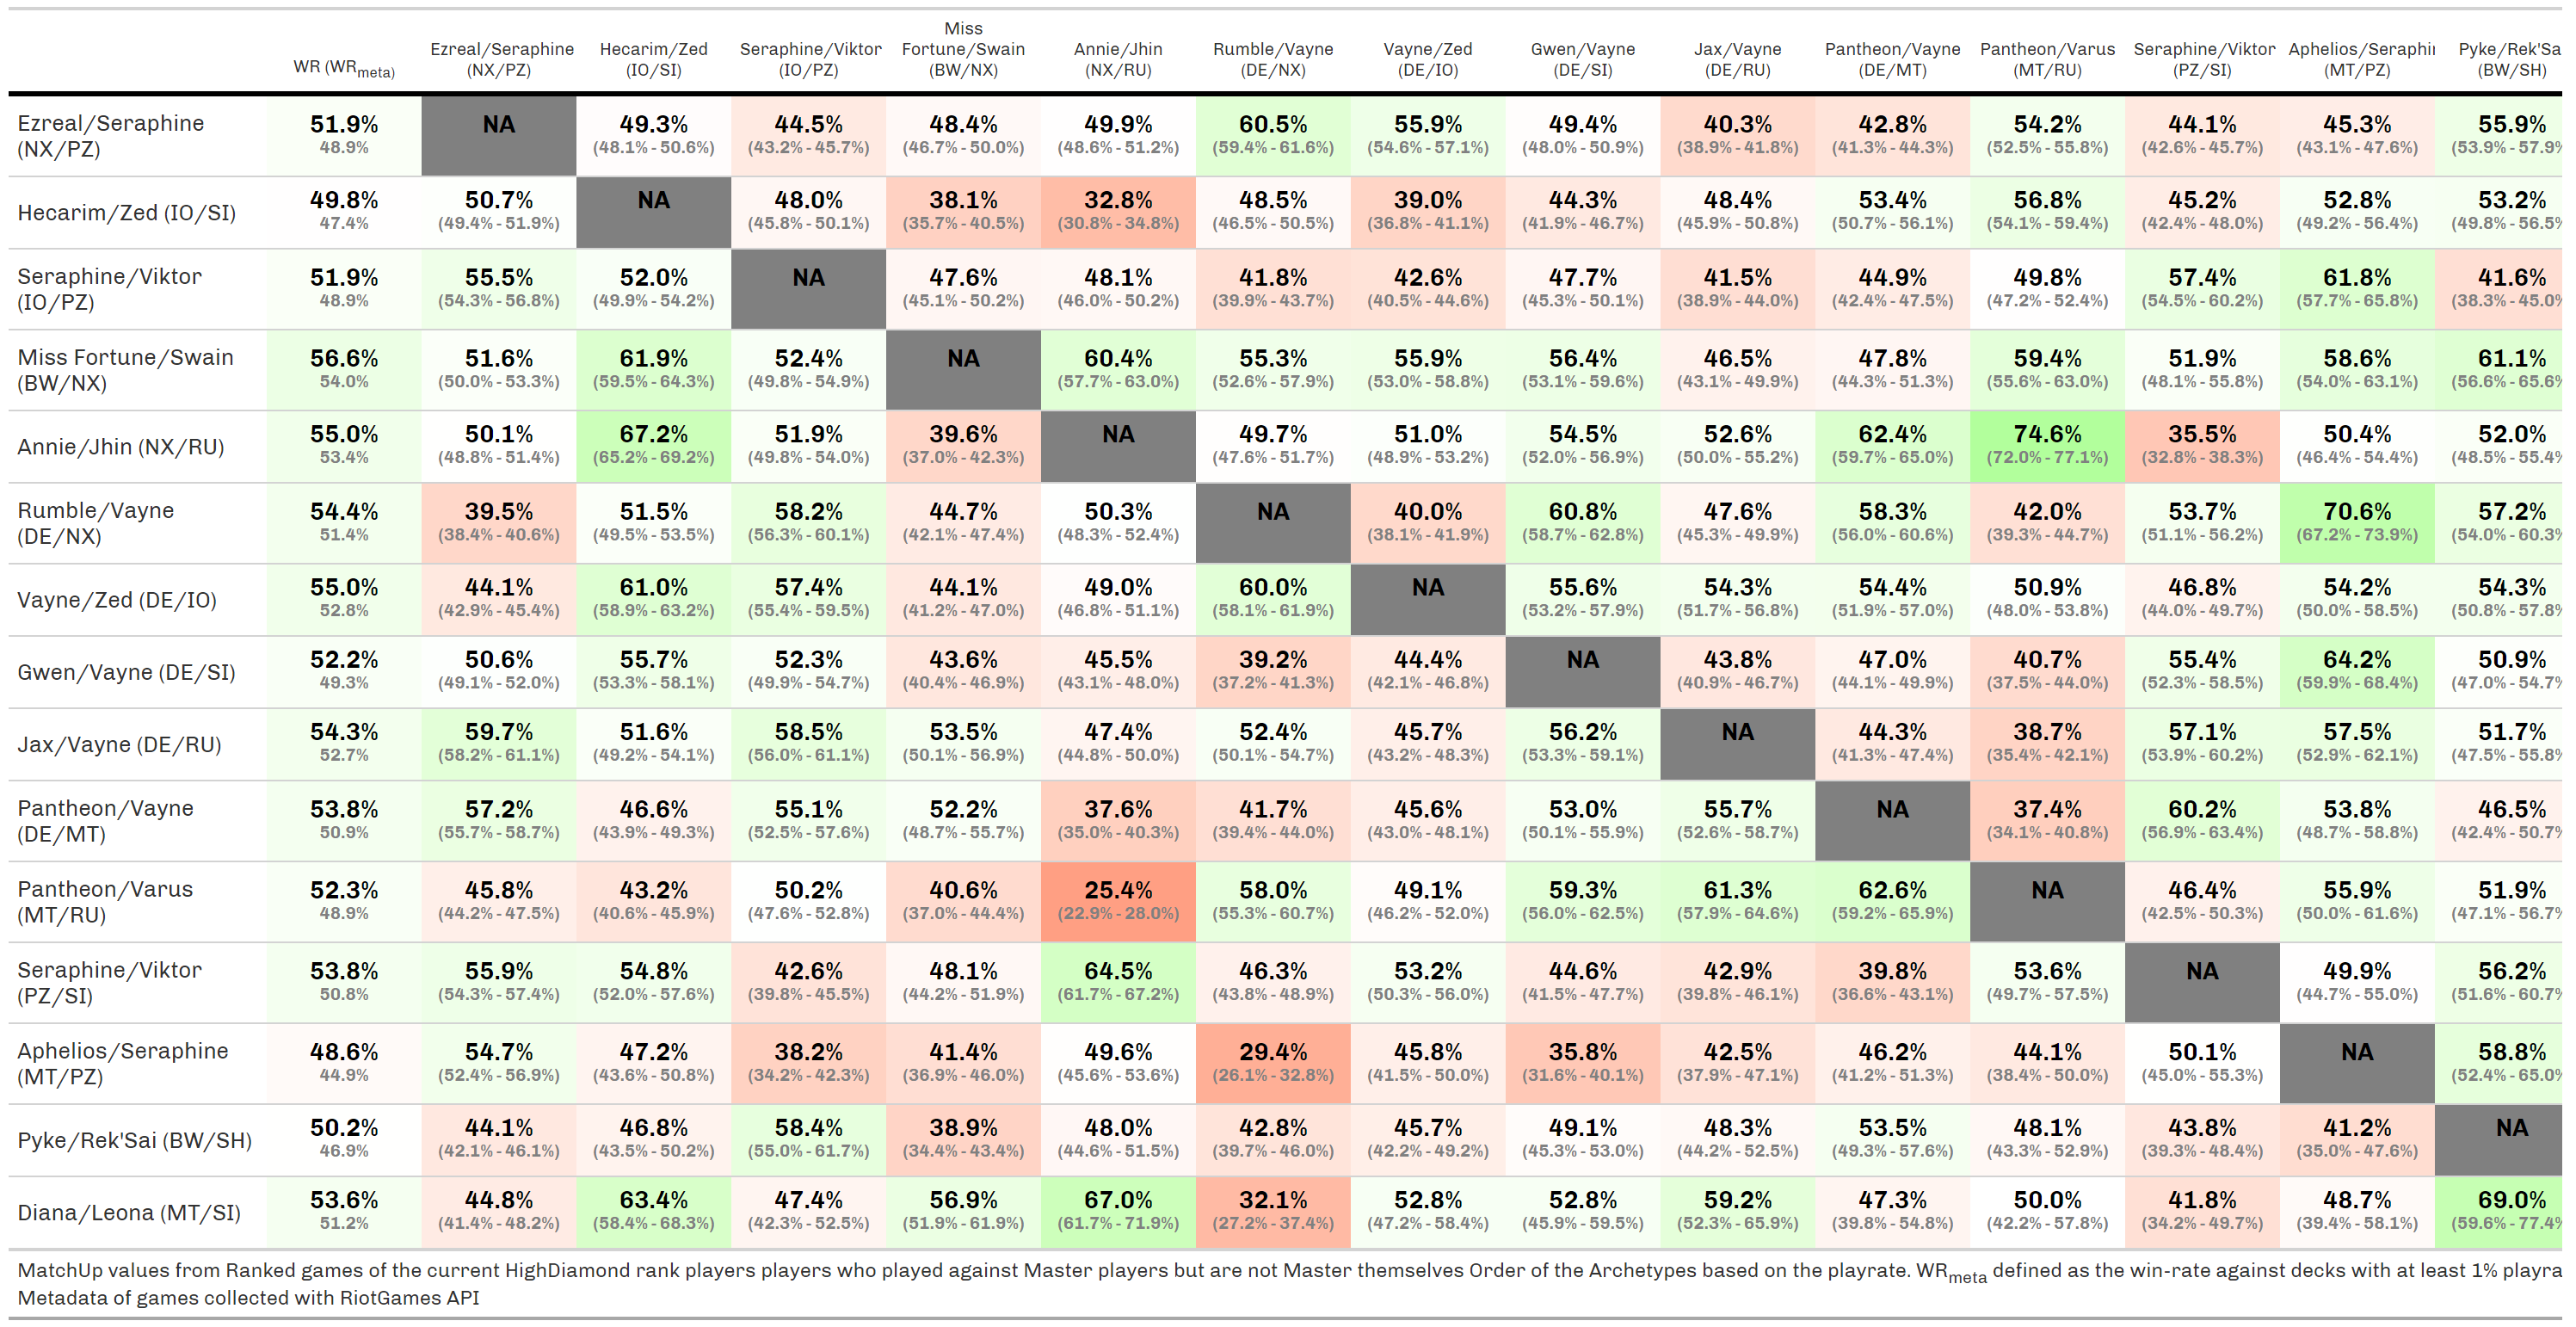 Miss
Ezreal/Seraphine Hecarim/Zed Seraphine/Viktor Fortune/Swain Annie/Jhin Rumble/Vayne Vayne/Zed Gwen/Vayne Jax/Vayne Pantheon/Vayne Pantheon/Varus Seraphine/Viktor Aphelios/Seraphi Pyke/Rek'Sa
WR (WRmeta) (NX/PZ) (IO/SI) (IO/PZ) (BW/NX) (NX/RU) (DE/NX) (DE/IO) (DE/SI) (DE/RU) (DE/MT) (MT/RU) (PZ/SI) (MT/PZ) (BW/SH)
Ezreal/Seraphine 51.9% NA 49.3% 44.5% 48.4% 49.9% 60.5% 55.9% 49.4% 40.3% 42.8% 54.2% 44.1% 45.3% 55.9%
(NX/PZ) 48.9% (48.1% - 50.6%) (43.2% - 45.7%) (46.7% - 50.0%) (48.6% - 51.2%) (59.4% - 61.6%) (54.6% - 57.1%) (48.0% - 50.9%) (38.9% - 41.8%) (41.3% - 44.3%) (52.5% - 55.8%) (42.6% - 45.7%) (43.1% - 47.6%) (53.9% - 57.9%
Hecarim/Zed (IO/SI) 49.8% 50.7% NA 48.0% 38.1% 32.8% 48.5% 39.0% 44.3% 48.4% 53.4% 56.8% 45.2% 52.8% 53.2%
47.4% (49.4% - 51.9%) (45.8% - 50.1%) (35.7% - 40.5%) (30.8% - 34.8%) (46.5% - 50.5%) (36.8% - 41.1%) (41.9% - 46.7%) (45.9% - 50.8%) (50.7% - 56.1%) (54.1% - 59.4%) (42.4% - 48.0%) (49.2% - 56.4%) (49.8% - 56.5%
Seraphine/Viktor 51.9% 55.5% 52.0% NA 47.6% 48.1% 41.8% 42.6% 47.7% 41.5% 44.9% 49.8% 57.4% 61.8% 41.6%
(IO/PZ) 48.9% (54.3% - 56.8%) (49.9% - 54.2%) (45.1% - 50.2%) (46.0% - 50.2%) (39.9% - 43.7%) (40.5% - 44.6%) (45.3% - 50.1%) (38.9% - 44.0%) (42.4% - 47.5%) (47.2% - 52.4%) (54.5% - 60.2%) (57.7% - 65.8%) (38.3% - 45.0%
Miss Fortune/Swain 56.6% 51.6% 61.9% 52.4% NA 60.4% 55.3% 55.9% 56.4% 46.5% 47.8% 59.4% 51.9% 58.6% 61.1%
(BW/NX) 54.0% (50.0% - 53.3%) (59.5% - 64.3%) (49.8% - 54.9%) (57.7% - 63.0%) (52.6% - 57.9%) (53.0% - 58.8%) (53.1% - 59.6%) (43.1% - 49.9%) (44.3% - 51.3%) (55.6% - 63.0%) (48.1% - 55.8%) (54.0% - 63.1%) (56.6% - 65.6%
Annie/Jhin (NX/RU) 55.0% 50.1% 67.2% 51.9% 39.6% NA 49.7% 51.0% 54.5% 52.6% 62.4% 74.6% 35.5% 50.4% 52.0%
53.4% (48.8% - 51.4%) (65.2% - 69.2%) (49.8% - 54.0%) (37.0% - 42.3%) (47.6% - 51.7%) (48.9% - 53.2%) (52.0% - 56.9%) (50.0% - 55.2%) (59.7% - 65.0%) (72.0% - 77.1%) (32.8% - 38.3%) (46.4% - 54.4%) (48.5% - 55.4%
Rumble/Vayne 54.4% 39.5% 51.5% 58.2% 44.7% 50.3% NA 40.0% 60.8% 47.6% 58.3% 42.0% 53.7% 70.6% 57.2%
(DE/NX) 51.4% (38.4% - 40.6%) (49.5% - 53.5%) (56.3% - 60.1%) (42.1% - 47.4%) (48.3% - 52.4%) (38.1% - 41.9%) (58.7% - 62.8%) (45.3% - 49.9%) (56.0% - 60.6%) (39.3% - 44.7%) (51.1% - 56.2%) (67.2% - 73.9%) (54.0% - 60.3%
Vayne/Zed (DE/IO) 55.0% 44.1% 61.0% 57.4% 44.1% 49.0% 60.0% NA 55.6% 54.3% 54.4% 50.9% 46.8% 54.2% 54.3%
52.8% (42.9% - 45.4%) (58.9% - 63.2%) (55.4% - 59.5%) (41.2% - 47.0%) (46.8% - 51.1%) (58.1% - 61.9%) (53.2% - 57.9%) (51.7% - 56.8%) (51.9% - 57.0%) (48.0% - 53.8%) (44.0% - 49.7%) (50.0% - 58.5%) (50.8% - 57.8%
Gwen/Vayne (DE/SI) 52.2% 50.6% 55.7% 52.3% 43.6% 45.5% 39.2% 44.4% NA 43.8% 47.0% 40.7% 55.4% 64.2% 50.9%
49.3% (49.1% - 52.0%) (53.3% - 58.1%) (49.9% - 54.7%) (40.4% - 46.9%) (43.1% - 48.0%) (37.2% - 41.3%) (42.1% - 46.8%) (40.9% - 46.7%) (44.1% - 49.9%) (37.5% - 44.0%) (52.3% - 58.5%) (59.9% - 68.4%) (47.0% - 54.7%
Jax/Vayne (DE/RU) 54.3% 59.7% 51.6% 58.5% 53.5% 47.4% 52.4% 45.7% 56.2% NA 44.3% 38.7% 57.1% 57.5% 51.7%
52.7% (58.2% - 61.1%) (49.2% - 54.1%) (56.0% - 61.1%) (50.1% - 56.9%) (44.8% - 50.0%) (50.1% - 54.7%) (43.2% - 48.3%) (53.3% - 59.1%) (41.3% - 47.4%) (35.4% - 42.1%) (53.9% - 60.2%) (52.9% - 62.1%) (47.5% - 55.8%
Pantheon/Vayne 53.8% 57.2% 46.6% 55.1% 52.2% 37.6% 41.7% 45.6% 53.0% 55.7% NA 37.4% 60.2% 53.8% 46.5%
(DE/MT) 50.9% (55.7% - 58.7%) (43.9% - 49.3%) (52.5% - 57.6%) (48.7% - 55.7%) (35.0% - 40.3%) (39.4% - 44.0%) (43.0% - 48.1%) (50.1% - 55.9%) (52.6% - 58.7%) (34.1% - 40.8%) (56.9% - 63.4%) (48.7% - 58.8%) (42.4% - 50.7%
Pantheon/Varus 52.3% 45.8% 43.2% 50.2% 40.6% 25.4% 58.0% 49.1% 59.3% 61.3% 62.6% NA 46.4% 55.9% 51.9%
(MT/RU) 48.9% (44.2% - 47.5%) (40.6% - 45.9%) (47.6% - 52.8%) (37.0% - 44.4%) (22.9% - 28.0%) (55.3% - 60.7%) (46.2% - 52.0%) (56.0% - 62.5%) (57.9% - 64.6%) (59.2% - 65.9%) (42.5% - 50.3%) (50.0% - 61.6%) (47.1% - 56.7%
Seraphine/Viktor 53.8% 55.9% 54.8% 42.6% 48.1% 64.5% 46.3% 53.2% 44.6% 42.9% 39.8% 53.6% NA 49.9% 56.2%
(PZ/SI) 50.8% (54.3% - 57.4%) (52.0% - 57.6%) (39.8% - 45.5%) (44.2% - 51.9%) (61.7% - 67.2%) (43.8% - 48.9%) (50.3% - 56.0%) (41.5% - 47.7%) (39.8% - 46.1%) (36.6% - 43.1%) (49.7% - 57.5%) (44.7% - 55.0%) (51.6% - 60.7%
Aphelios/Seraphine 48.6% 54.7% 47.2% 38.2% 41.4% 49.6% 29.4% 45.8% 35.8% 42.5% 46.2% 44.1% 50.1% NA 58.8%
(MT/PZ) 44.9% (52.4% - 56.9%) (43.6% - 50.8%) (34.2% - 42.3%) (36.9% - 46.0%) (45.6% - 53.6%) (26.1% - 32.8%) (41.5% - 50.0%) (31.6% - 40.1%) (37.9% - 47.1%) (41.2% - 51.3%) (38.4% - 50.0%) (45.0% - 55.3%) (52.4% - 65.0%
Pyke/Rek'Sai (BW/SH) 50.2% 44.1% 46.8% 58.4% 38.9% 48.0% 42.8% 45.7% 49.1% 48.3% 53.5% 48.1% 43.8% 41.2% NA
46.9% (42.1% - 46.1%) (43.5% - 50.2%) (55.0% - 61.7%) (34.4% - 43.4%) (44.6% - 51.5%) (39.7% - 46.0%) (42.2% - 49.2%) (45.3% - 53.0%) (44.2% - 52.5%) (49.3% - 57.6%) (43.3% - 52.9%) (39.3% - 48.4%) (35.0% - 47.6%)
Diana/Leona (MT/SI) 53.6% 44.8% 63.4% 47.4% 56.9% 67.0% 32.1% 52.8% 52.8% 59.2% 47.3% 50.0% 41.8% 48.7% 69.0%
51.2% (41.4% - 48.2%) (58.4% - 68.3%) (42.3% - 52.5%) (51.9% - 61.9%) (61.7% - 71.9%) (27.2% - 37.4%) (47.2% - 58.4%) (45.9% - 59.5%) (52.3% - 65.9%) (39.8% - 54.8%) (42.2% - 57.8%) (34.2% - 49.7%) (39.4% - 58.1%) (59.6% - 77.4%
MatchUp values from Ranked games of the current HighDiamond rank players players who played against Master players but are not Master themselves Order of the Archetypes based on the playrate. WRmeta defined as the win-rate against decks with at least 1% playra
Metadata of games collected with RiotGames API